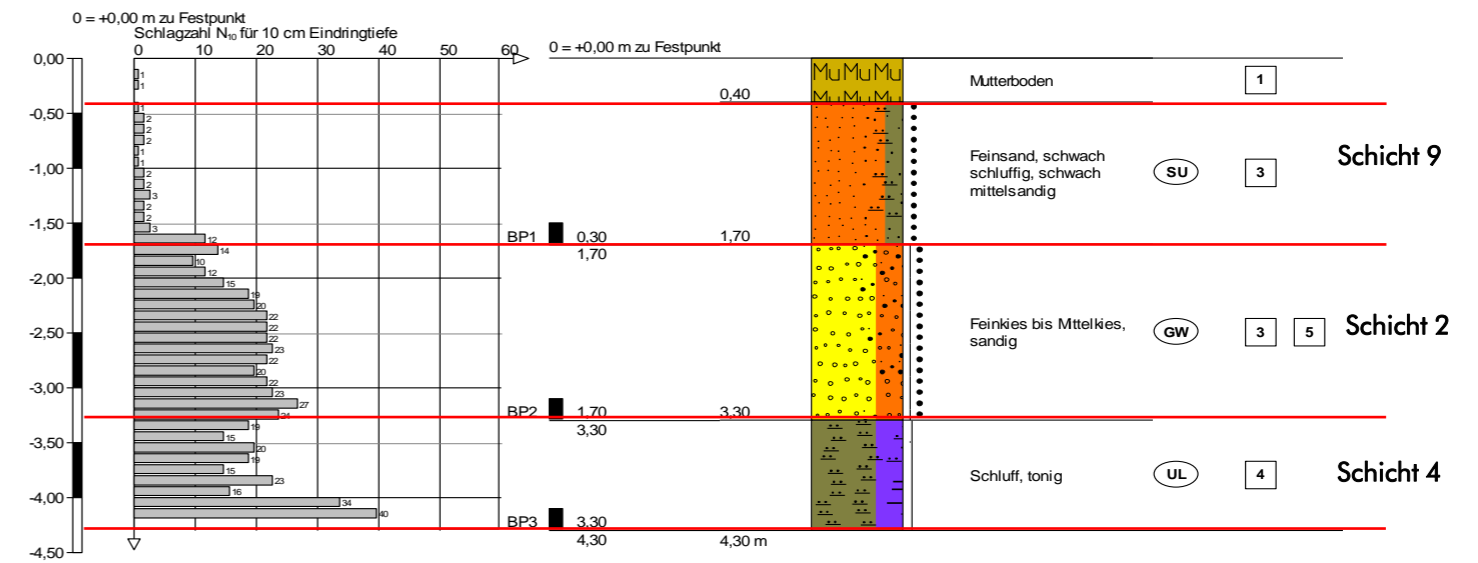 0 = +0,00 m zu Festpunkt
Schlagzahl N₁₀ für 10 cm Eindringtiefe
0 10 20 30 40 50 60
0 = +0,00 m zu Festpunkt
0,00
-0,50
-1,00
-1,50
-2,00
-2,50
-3,00
-3,50
-4,00
-4,50
1
1
1
2
2
2
1
1
2
2
3
2
2
3
12
14
10
12
15
19
20
22
22
22
23
22
20
22
23
27
24
19
15
20
19
15
23
16
34
40
BP1 0,30
1,70
BP2 1,70
3,30
BP3 3,30
4,30
0,40
1,70
3,30
4,30 m
Mu Mu Mu
Mu Mu Mu
Mutterboden
1
Feinsand, schwach
schluffig, schwach
mittelsandig
SU 3
Schicht 9
Feinkies bis Mittelkies,
sandig
GW 3 5
Schicht 2
Schluff, tonig
UL 4
Schicht 4